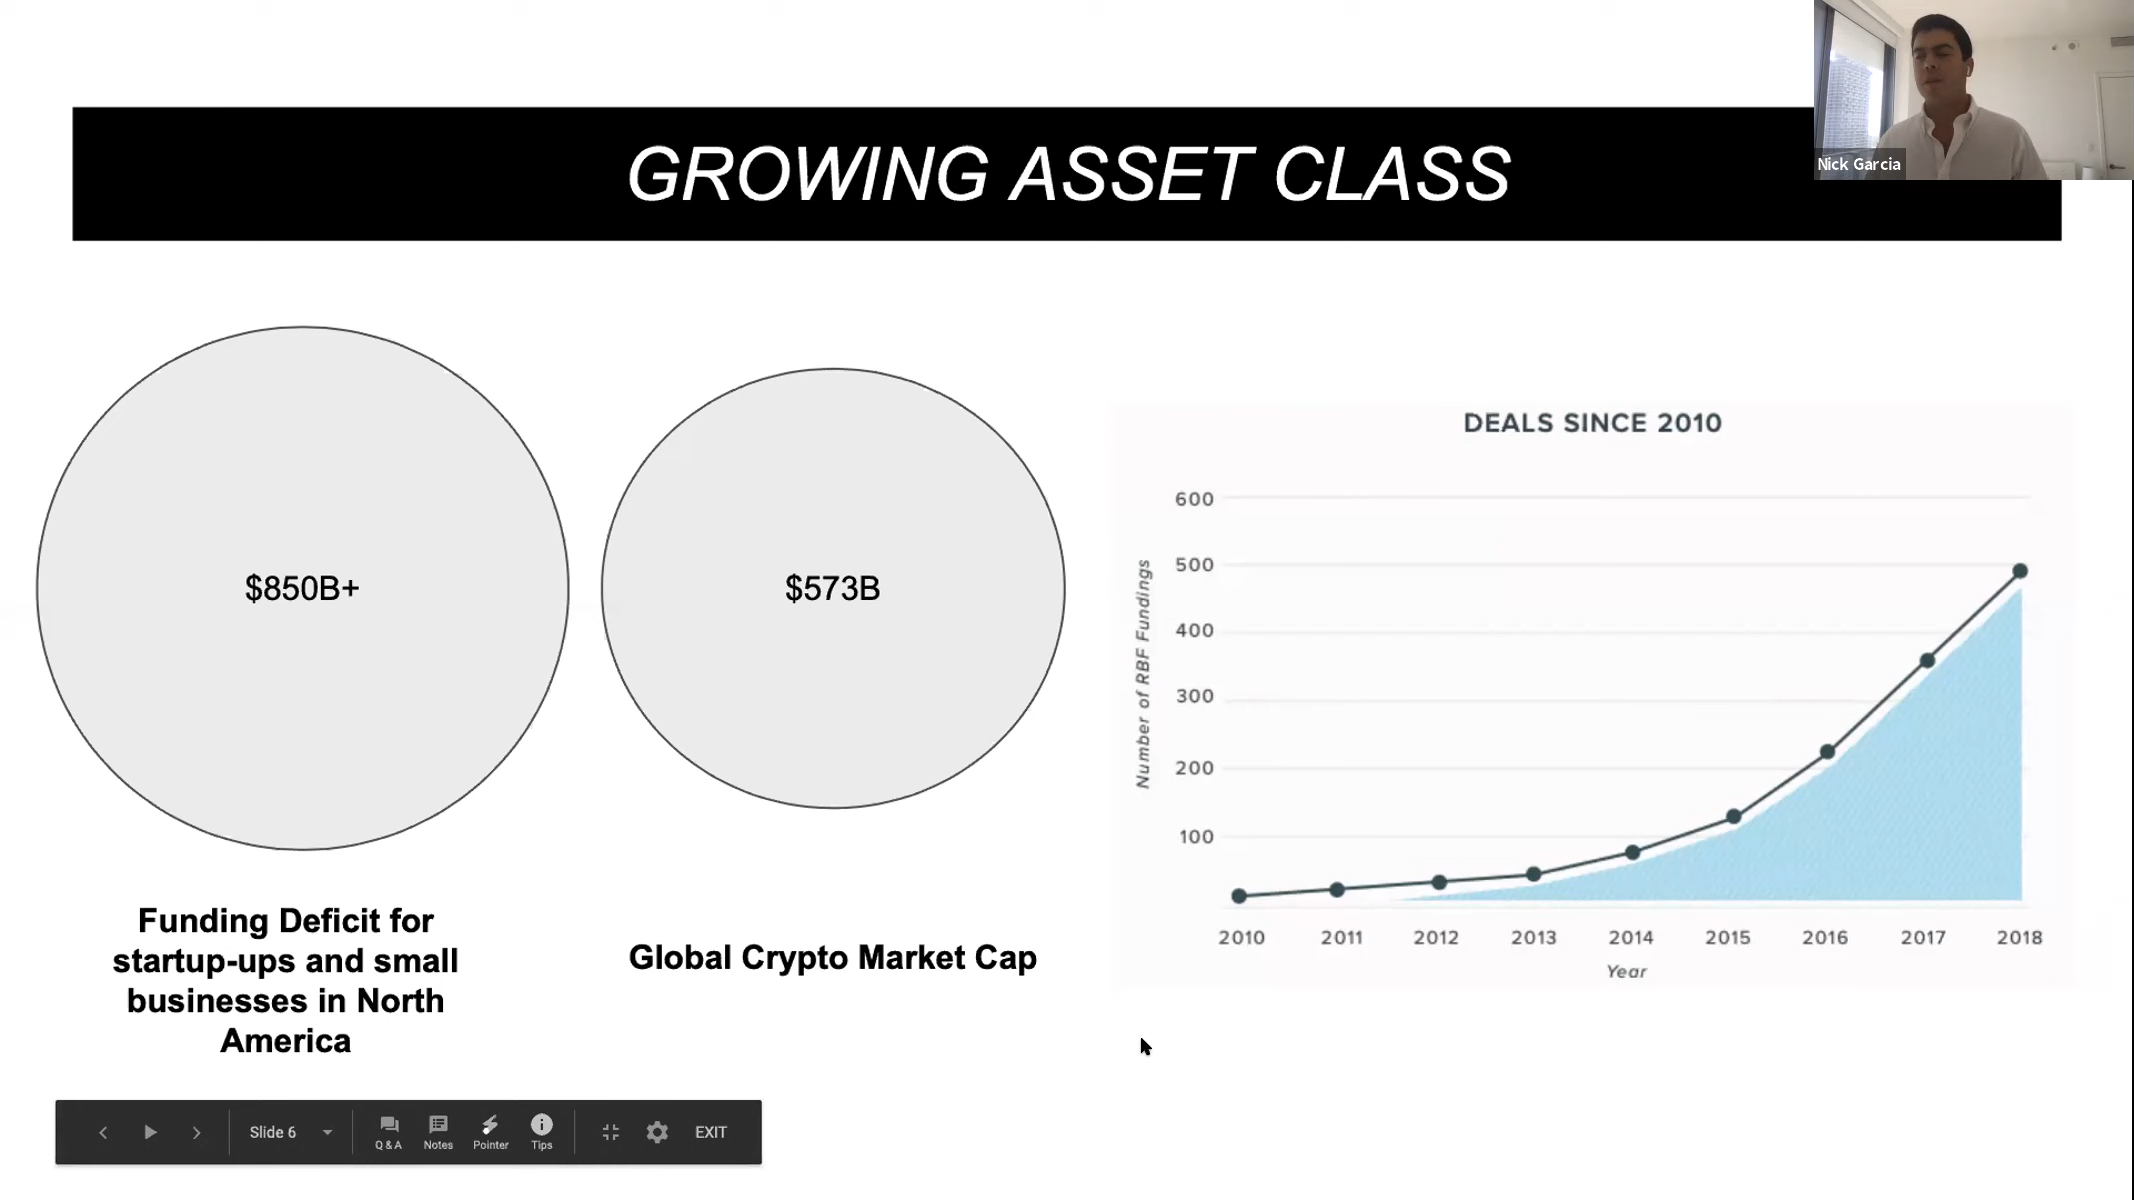 Nick Garcia
GROWING ASSET CLASS
$850B+
$573B
Funding Deficit for
startup-ups and small
businesses in North
America
Global Crypto Market Cap
DEALS SINCE 2010
Number of RBF Fundings
600
500
400
300
200
100
2010 2011 2012 2013 2014 2015 2016 2017 2018
Year
Slide 6
Q & A
Notes
Pointer
Tips
EXIT